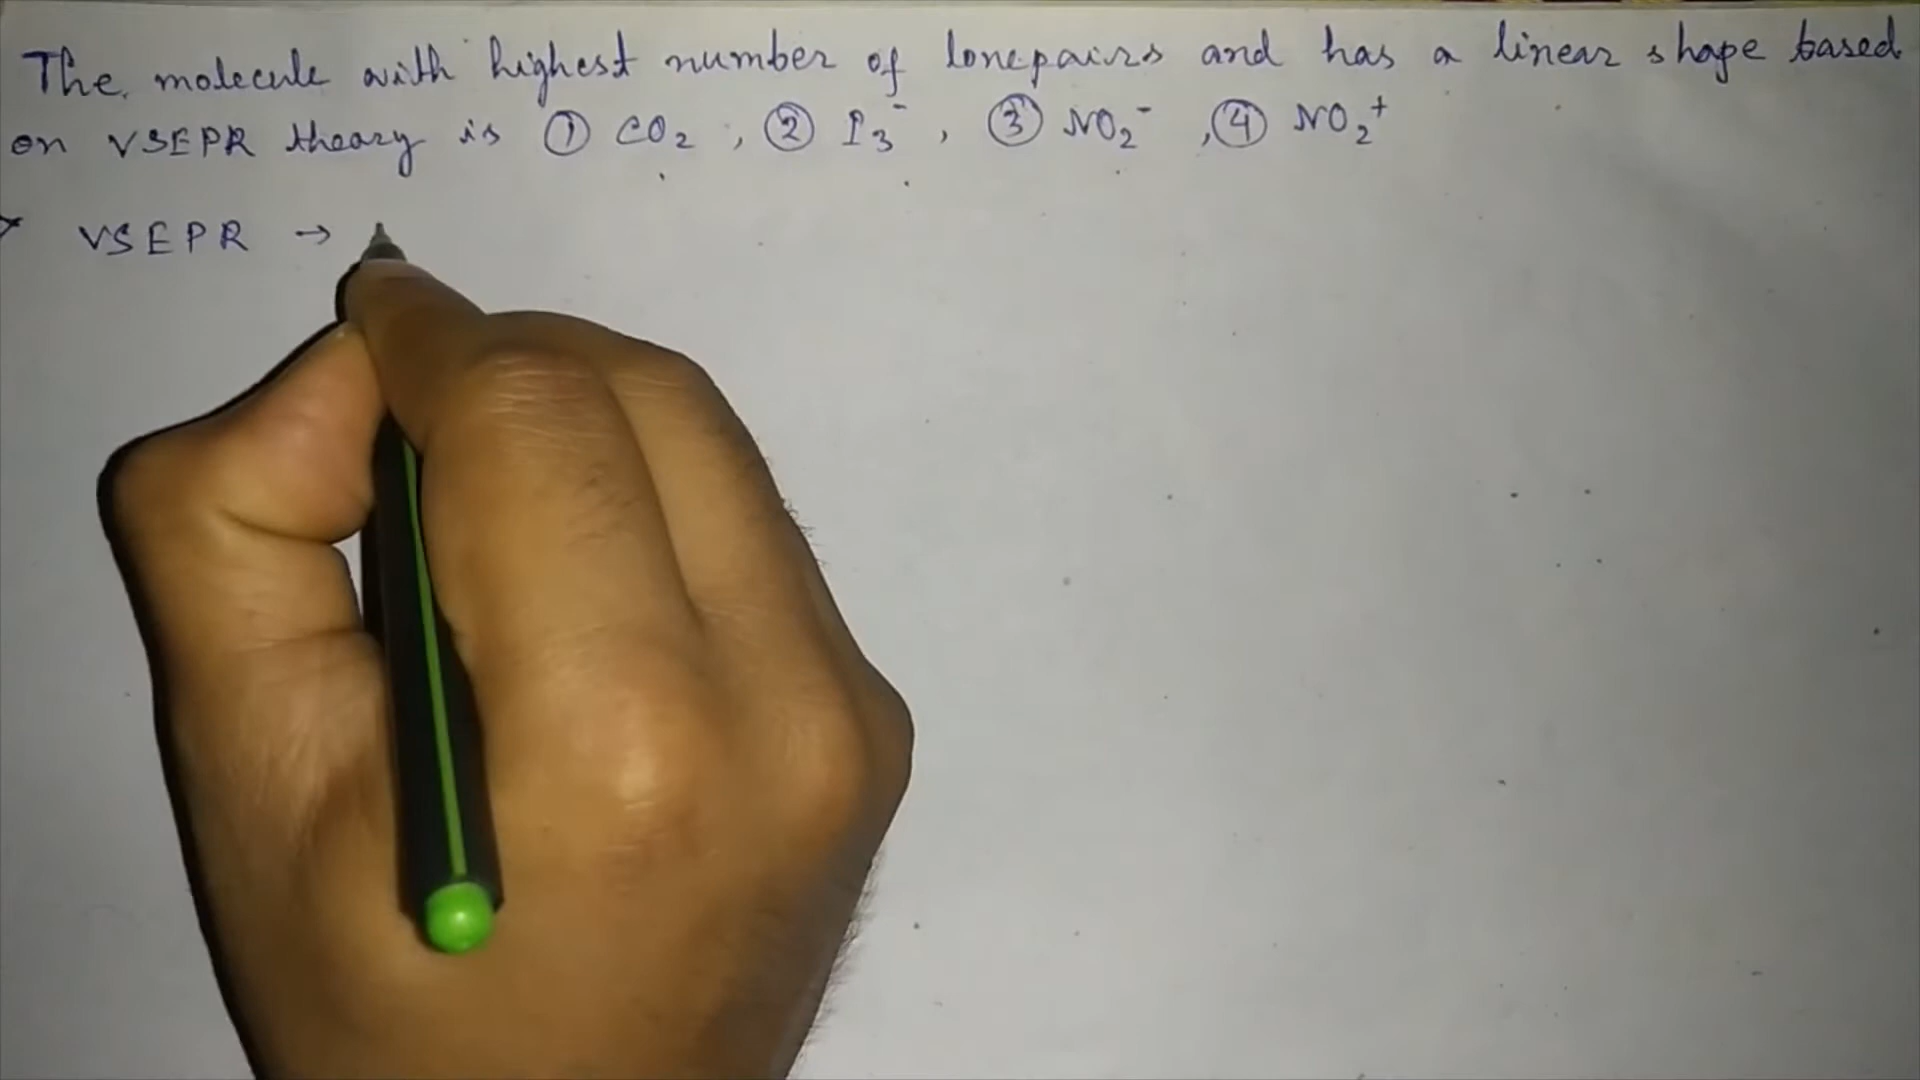 The molecule with highest number of lonepairs and has a linear shape based
on VSEPR theory is ① CO₂ , ② I₃⁻ , ③ NO₂⁻ , ④ NO₂⁺
VSEPR →